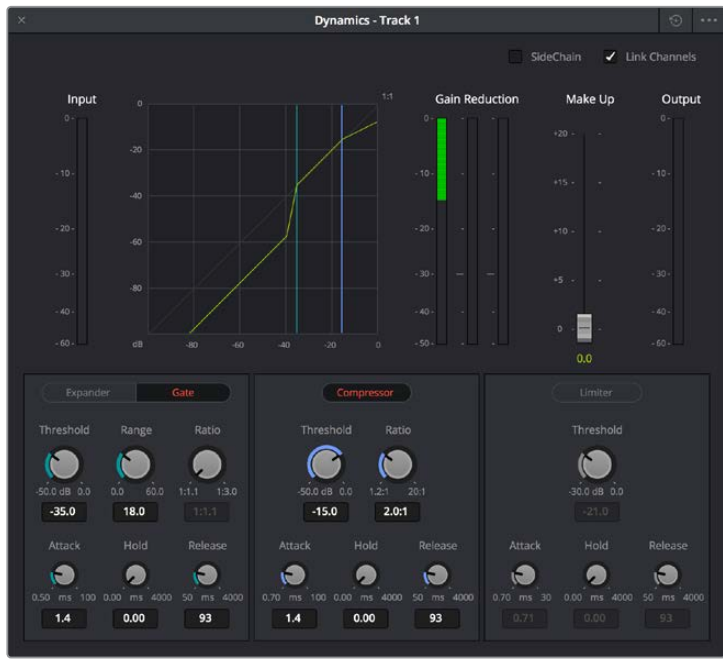 Dynamics - Track 1
SideChain Link Channels
Input 1:1 Gain Reduction Make Up Output
0 0 0 +20 0
-20
-10 -10 +15 -10
-40
-20 -20 +10 -20
-60
-30 -30 +5 -30
-80
-40 -40 0 -40
-60 dB -80 -60 -40 -20 0 -50 -60
0.0
Expander Gate Compressor Limiter
Threshold Range Ratio Threshold Ratio Threshold
-50.0 dB 0.0 0.0 60.0 1:1.1 1:3.0 -50.0 dB 0.0 1.2:1 20:1 -30.0 dB 0.0
-35.0 18.0 1:1.1 -15.0 2.0:1 -21.0
Attack Hold Release Attack Hold Release Attack Hold Release
0.50 ms 100 0.00 ms 4000 50 ms 4000 0.70 ms 100 0.00 ms 4000 50 ms 4000 0.70 ms 30 0.00 ms 4000 50 ms 4000
1.4 0.00 93 1.4 0.00 93 0.71 0.00 93